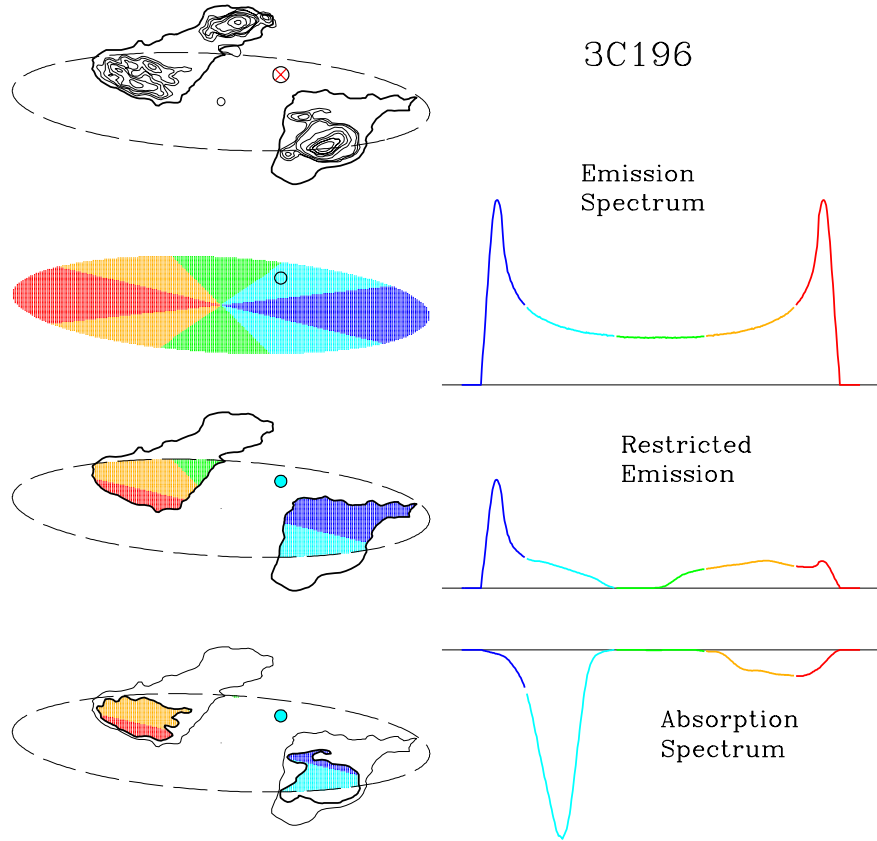 3C196
Emission
Spectrum
Restricted
Emission
Absorption
Spectrum